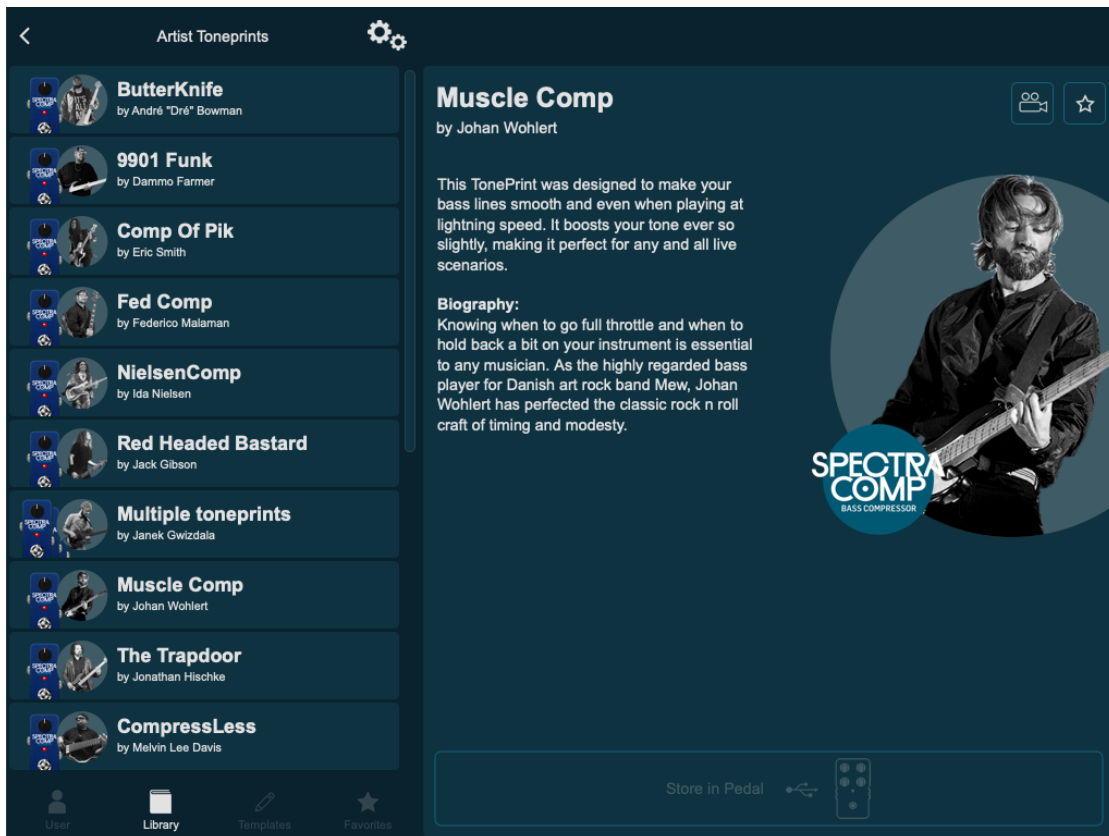 Artist Toneprints
ButterKnife
by André "Dré" Bowman
9901 Funk
by Dammo Farmer
Comp Of Pik
by Eric Smith
Fed Comp
by Federico Malaman
NielsenComp
by Ida Nielsen
Red Headed Bastard
by Jack Gibson
Multiple toneprints
by Janek Gwizdala
Muscle Comp
by Johan Wohlert
The Trapdoor
by Jonathan Hischke
CompressLess
by Melvin Lee Davis
User
Library
Templates
Favorites
Muscle Comp
by Johan Wohlert
This TonePrint was designed to make your
bass lines smooth and even when playing at
lightning speed. It boosts your tone ever so
slightly, making it perfect for any and all live
scenarios.
Biography:
Knowing when to go full throttle and when to
hold back a bit on your instrument is essential
to any musician. As the highly regarded bass
player for Danish art rock band Mew, Johan
Wohlert has perfected the classic rock n roll
craft of timing and modesty.
SPECTRA
COMP
BASS COMPRESSOR
Store in Pedal